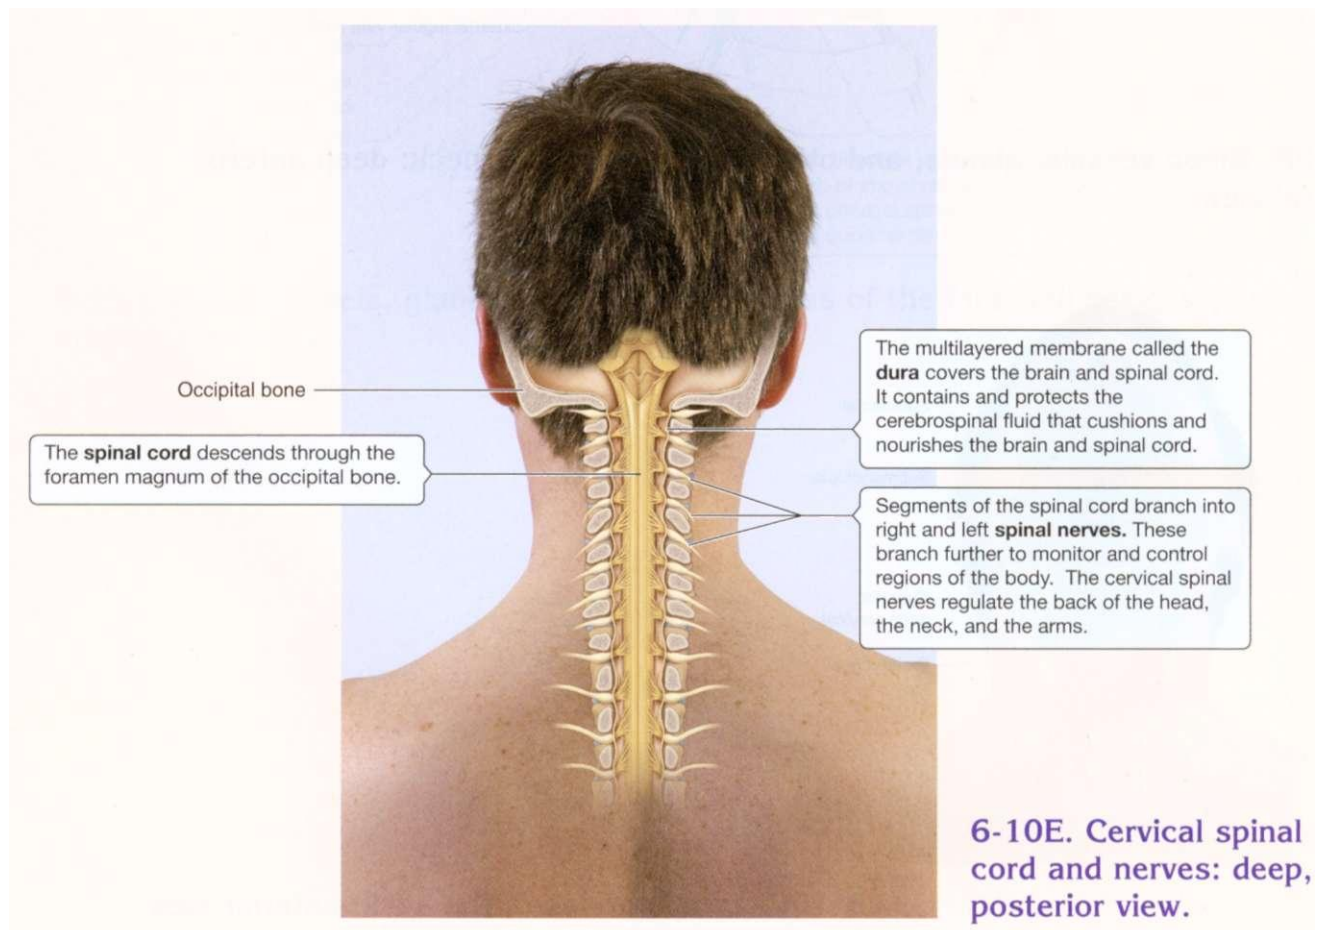 Occipital bone
The spinal cord descends through the
foramen magnum of the occipital bone.
The multilayered membrane called the
dura covers the brain and spinal cord.
It contains and protects the
cerebrospinal fluid that cushions and
nourishes the brain and spinal cord.
Segments of the spinal cord branch into
right and left spinal nerves. These
branch further to monitor and control
regions of the body. The cervical spinal
nerves regulate the back of the head,
the neck, and the arms.
6-10E. Cervical spinal
cord and nerves: deep,
posterior view.